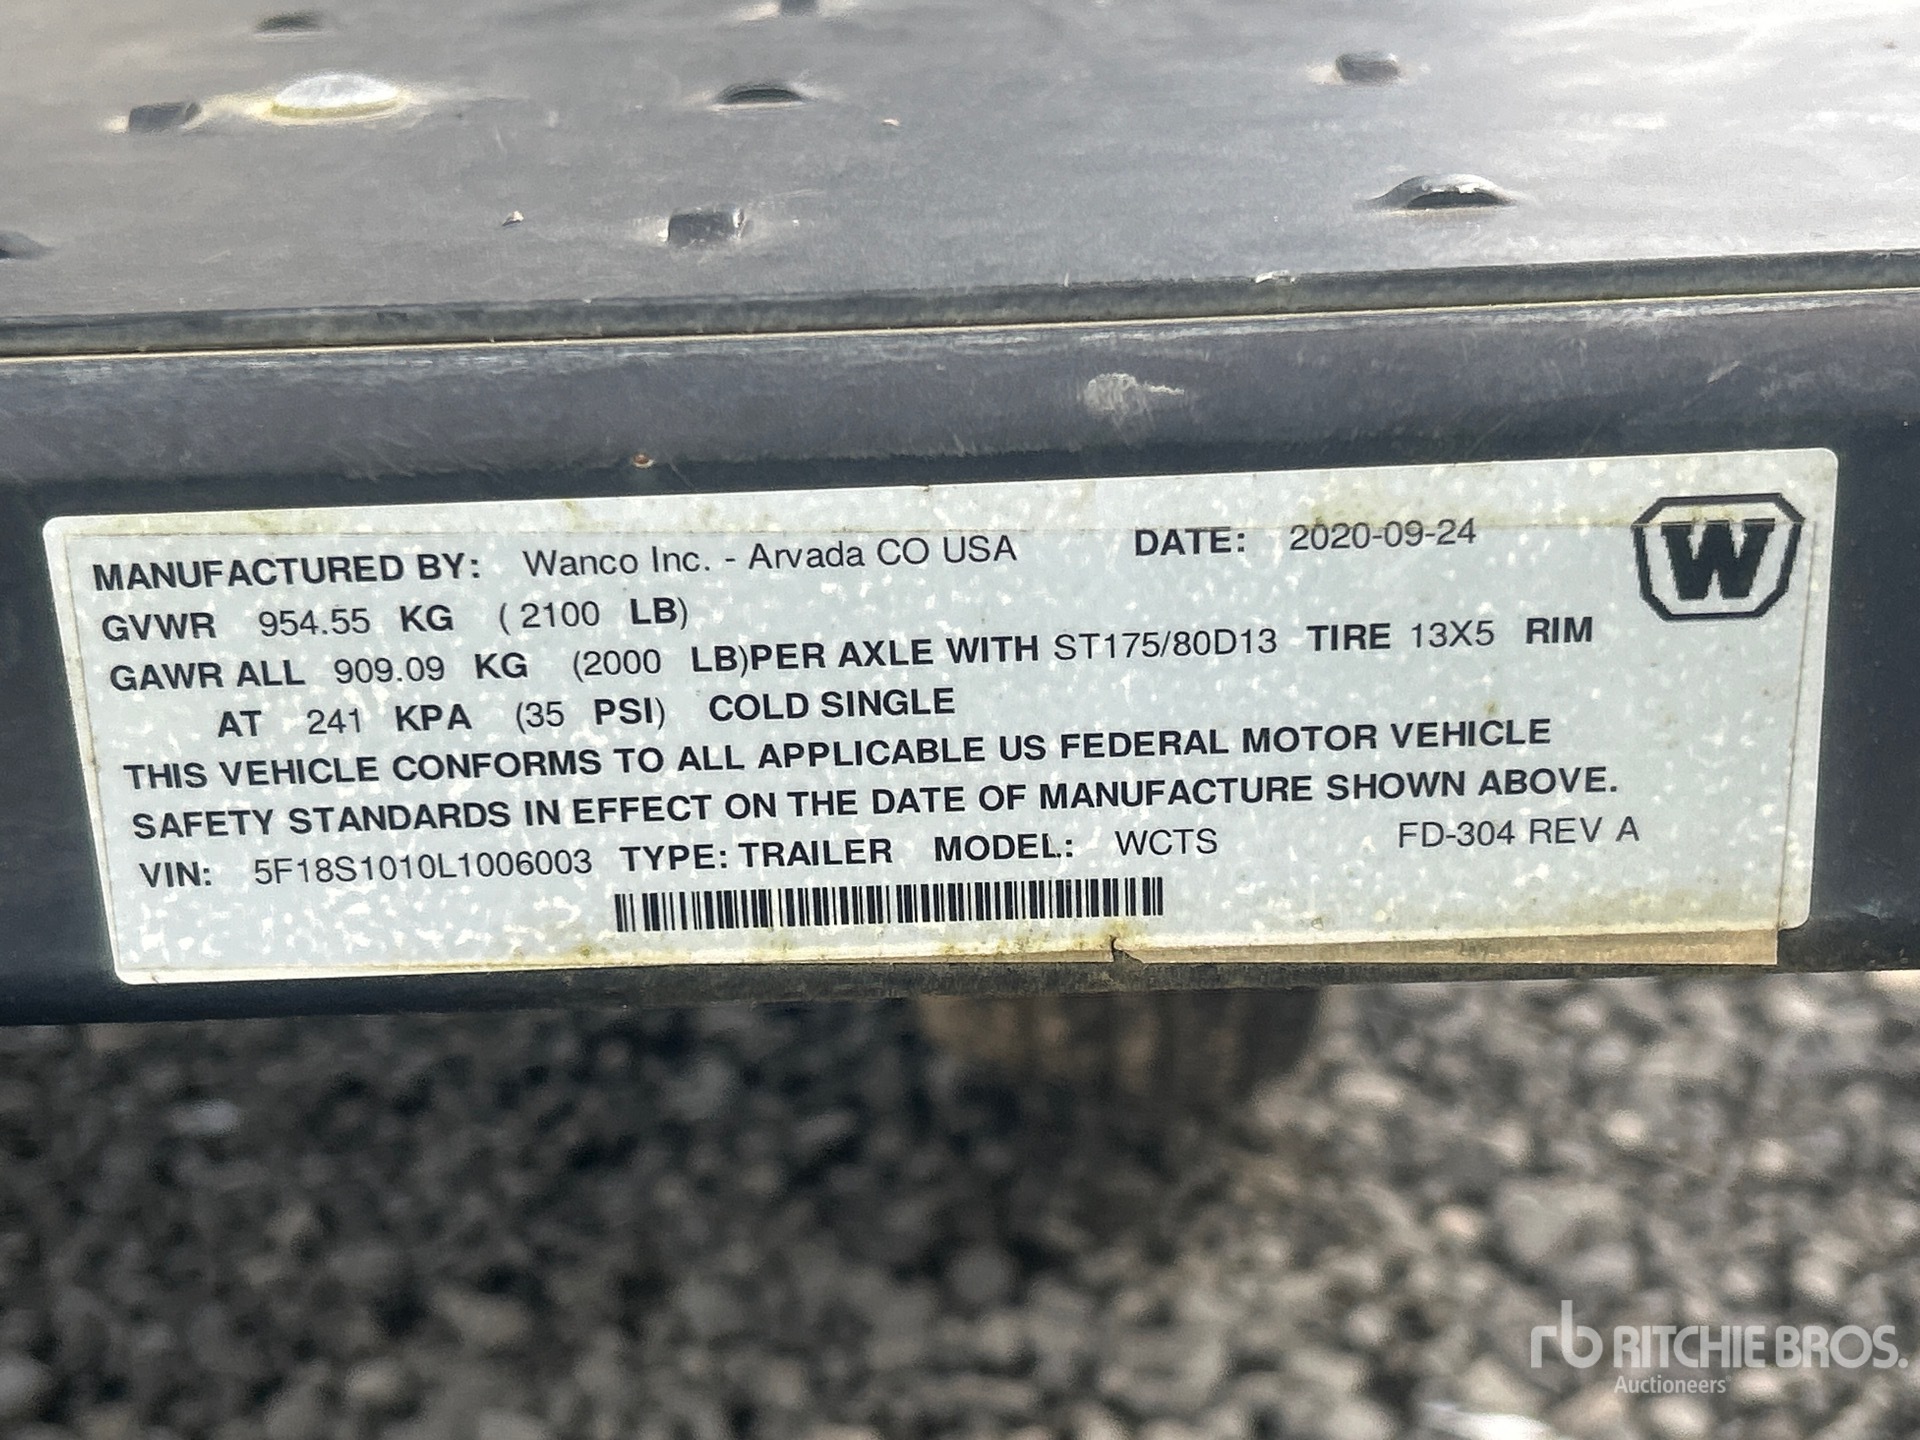 MANUFACTURED BY: Wanco Inc. - Arvada CO USA DATE: 2020-09-24
W
GVWR 954.55 KG ( 2100 LB)
GAWR ALL 909.09 KG (2000 LB)PER AXLE WITH ST175/80D13 TIRE 13X5 RIM
AT 241 KPA (35 PSI) COLD SINGLE
THIS VEHICLE CONFORMS TO ALL APPLICABLE US FEDERAL MOTOR VEHICLE
SAFETY STANDARDS IN EFFECT ON THE DATE OF MANUFACTURE SHOWN ABOVE.
VIN: 5F18S1010L1006003 TYPE: TRAILER MODEL: WCTS FD-304 REV A
rb RITCHIE BROS.
Auctioneers